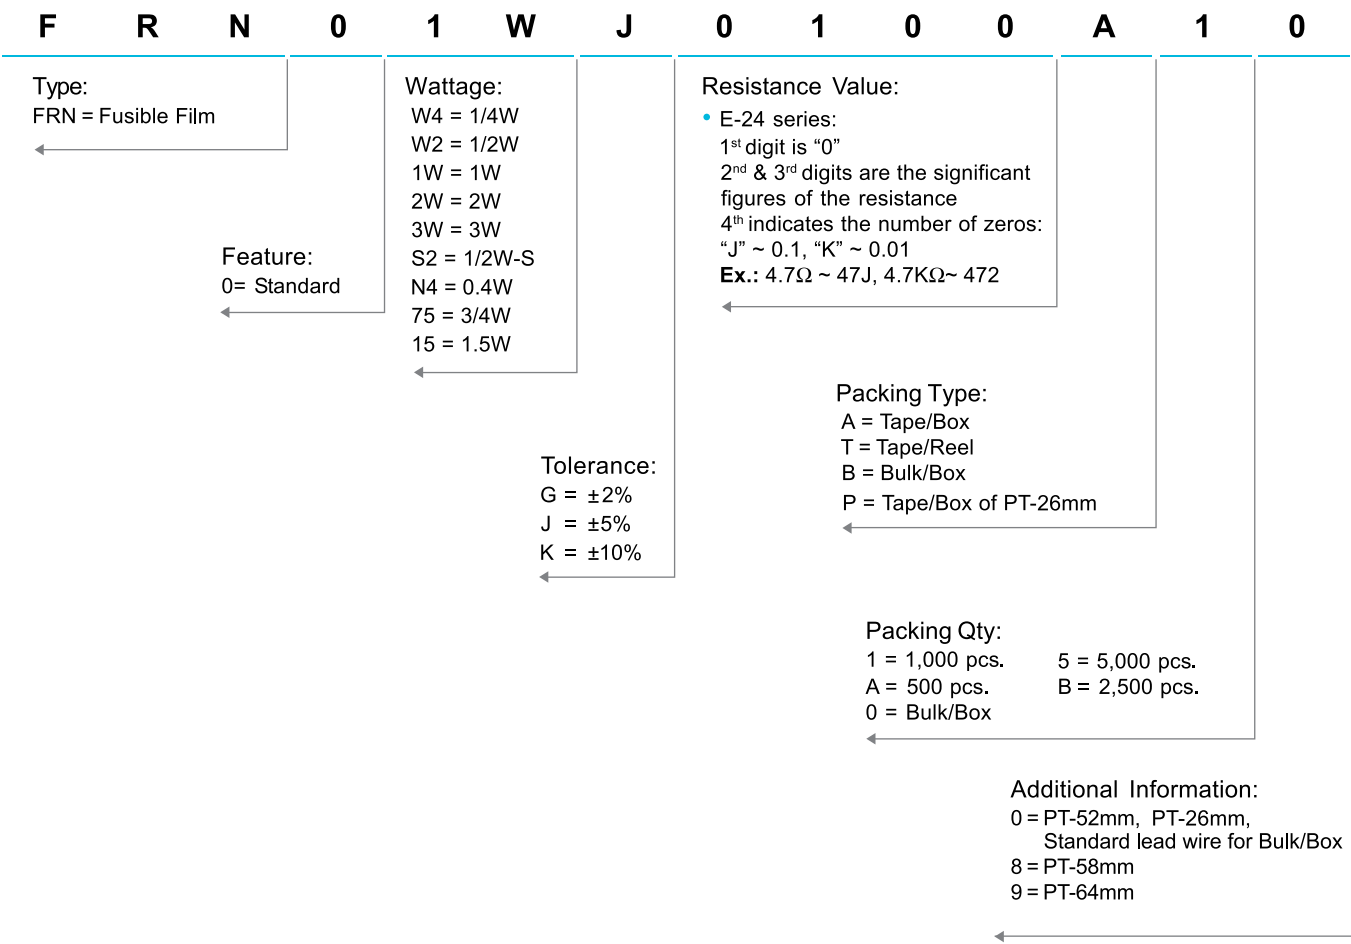 F R N 0 1 W J 0 1 0 0 A 1 0
Type:
FRN = Fusible Film
Feature:
0= Standard
Wattage:
W4 = 1/4W
W2 = 1/2W
1W = 1W
2W = 2W
3W = 3W
S2 = 1/2W-S
N4 = 0.4W
75 = 3/4W
15 = 1.5W
Tolerance:
G = ±2%
J = ±5%
K = ±10%
Resistance Value:
• E-24 series:
1st digit is “0”
2nd & 3rd digits are the significant
figures of the resistance
4th indicates the number of zeros:
“J” ~ 0.1, “K” ~ 0.01
Ex.: 4.7Ω ~ 47J, 4.7KΩ~ 472
Packing Type:
A = Tape/Box
T = Tape/Reel
B = Bulk/Box
P = Tape/Box of PT-26mm
Packing Qty:
1 = 1,000 pcs. 5 = 5,000 pcs.
A = 500 pcs. B = 2,500 pcs.
0 = Bulk/Box
Additional Information:
0 = PT-52mm, PT-26mm,
Standard lead wire for Bulk/Box
8 = PT-58mm
9 = PT-64mm